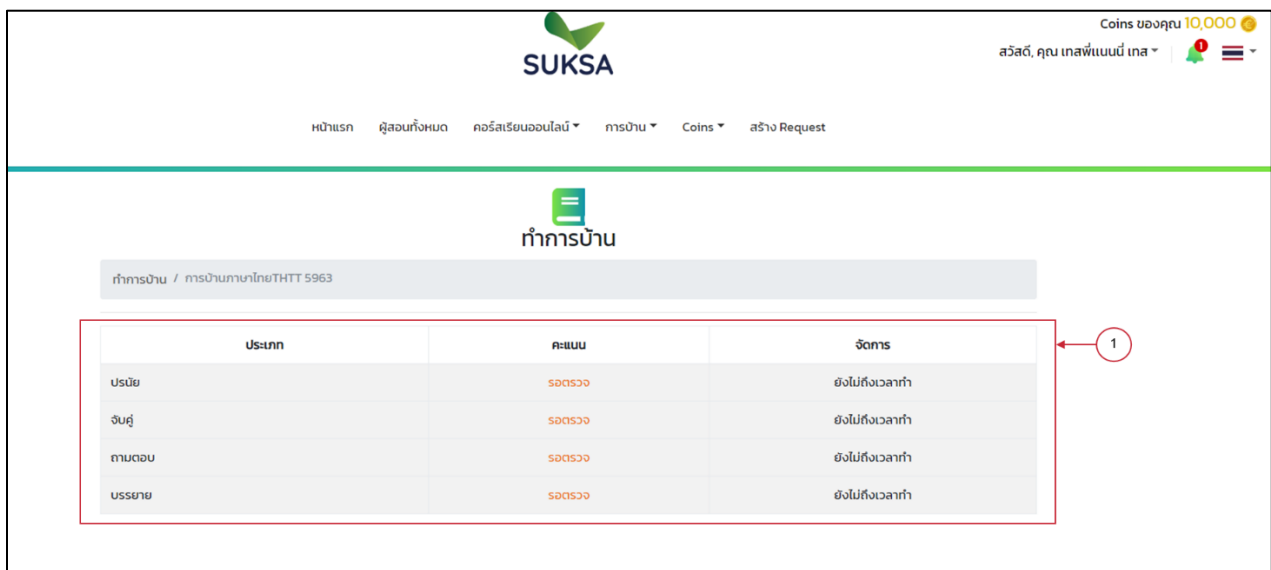 Coins ของคุณ 10,000
SUKSA
สวัสดี, คุณ เทสพี่แนนนี่ เทส
1
หน้าแรก ผู้สอนทั้งหมด คอร์สเรียนออนไลน์ การบ้าน Coins สร้าง Request
ทำการบ้าน
ทำการบ้าน / การบ้านภาษาไทยTHTT 5963
ประเภท คะแนน จัดการ
1
ปรนัย รอตรวจ ยังไม่ถึงเวลาทำ
จับคู่ รอตรวจ ยังไม่ถึงเวลาทำ
ถามตอบ รอตรวจ ยังไม่ถึงเวลาทำ
บรรยาย รอตรวจ ยังไม่ถึงเวลาทำ